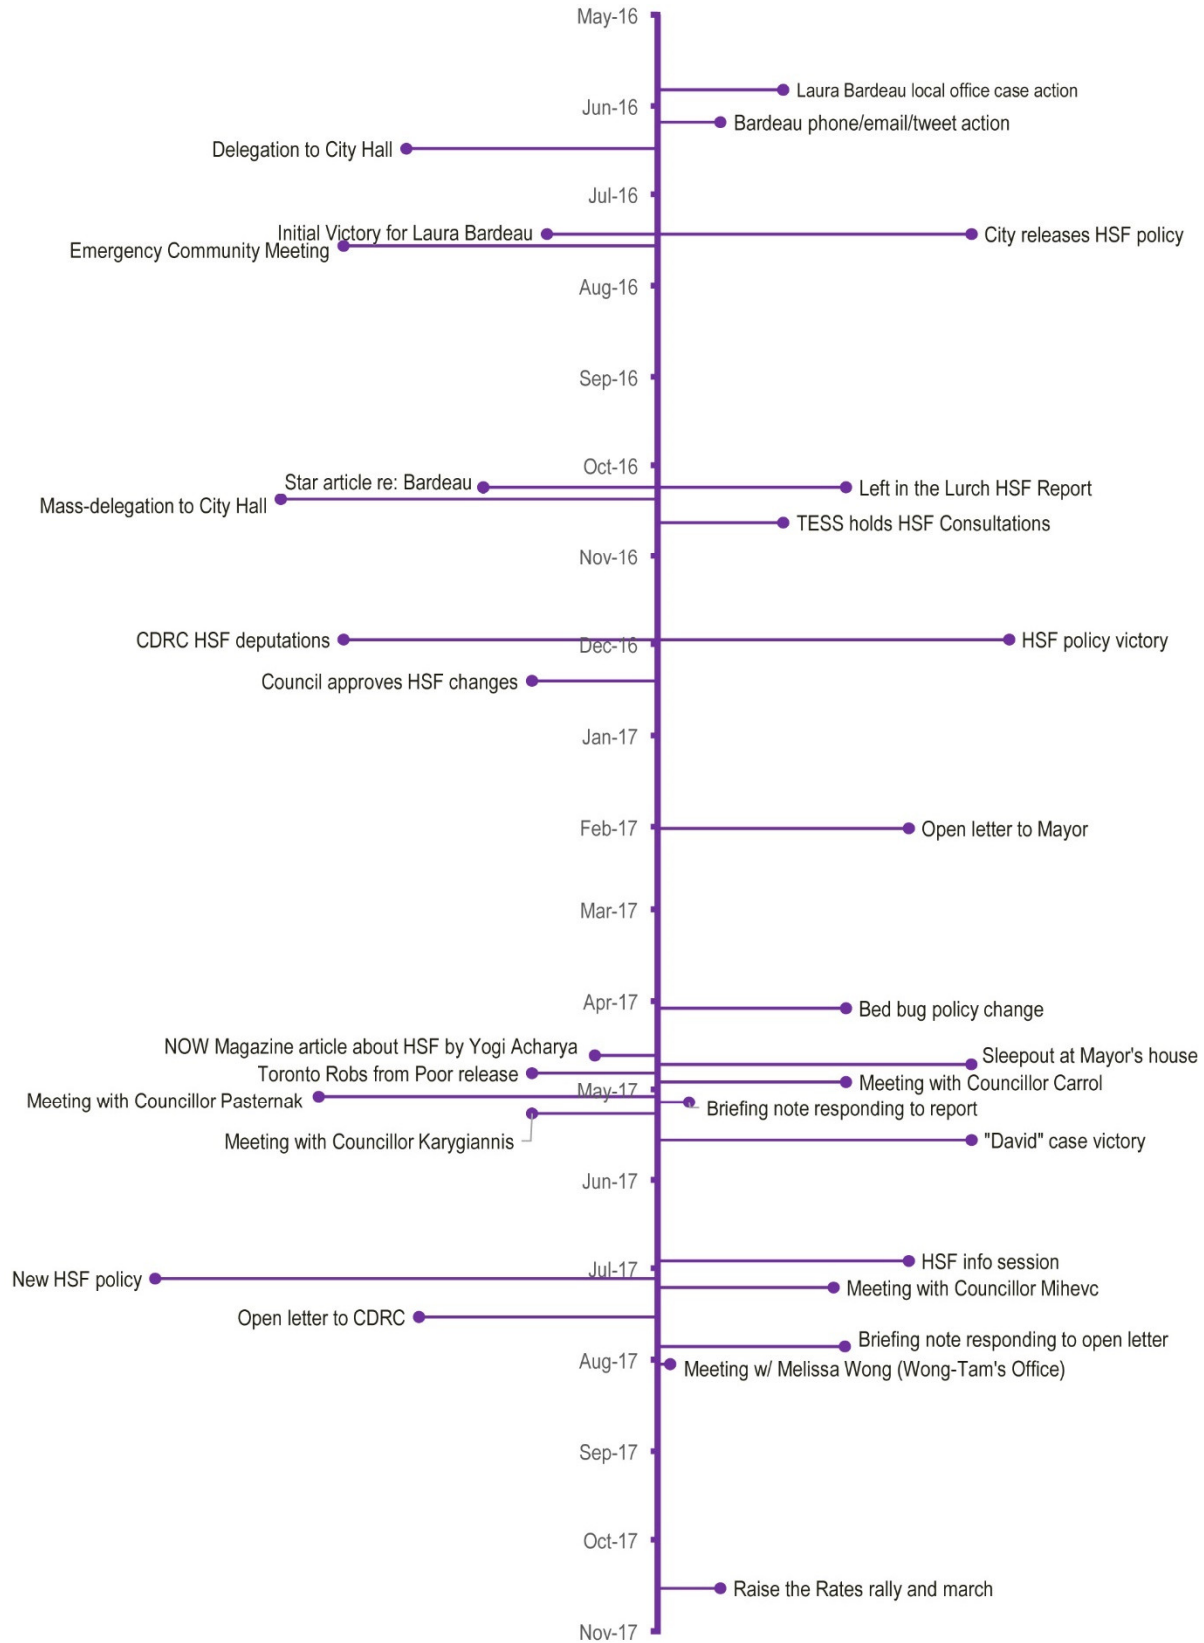 May-16
Laura Bardeau local office case action
Jun-16
Bardeau phone/email/tweet action
Delegation to City Hall
Jul-16
Initial Victory for Laura Bardeau
City releases HSF policy
Emergency Community Meeting
Aug-16
Sep-16
Oct-16
Star article re: Bardeau
Left in the Lurch HSF Report
Mass-delegation to City Hall
TESS holds HSF Consultations
Nov-16
CDRC HSF deputations
HSF policy victory
Dec-16
Council approves HSF changes
Jan-17
Feb-17
Open letter to Mayor
Mar-17
Apr-17
Bed bug policy change
NOW Magazine article about HSF by Yogi Acharya
Sleepout at Mayor's house
Toronto Robs from Poor release
Meeting with Councillor Carrol
May-17
Meeting with Councillor Pasternak
Briefing note responding to report
Meeting with Councillor Karygiannis
"David" case victory
Jun-17
HSF info session
Jul-17
New HSF policy
Meeting with Councillor Mihevc
Open letter to CDRC
Briefing note responding to open letter
Aug-17
Meeting w/ Melissa Wong (Wong-Tam's Office)
Sep-17
Oct-17
Raise the Rates rally and march
Nov-17